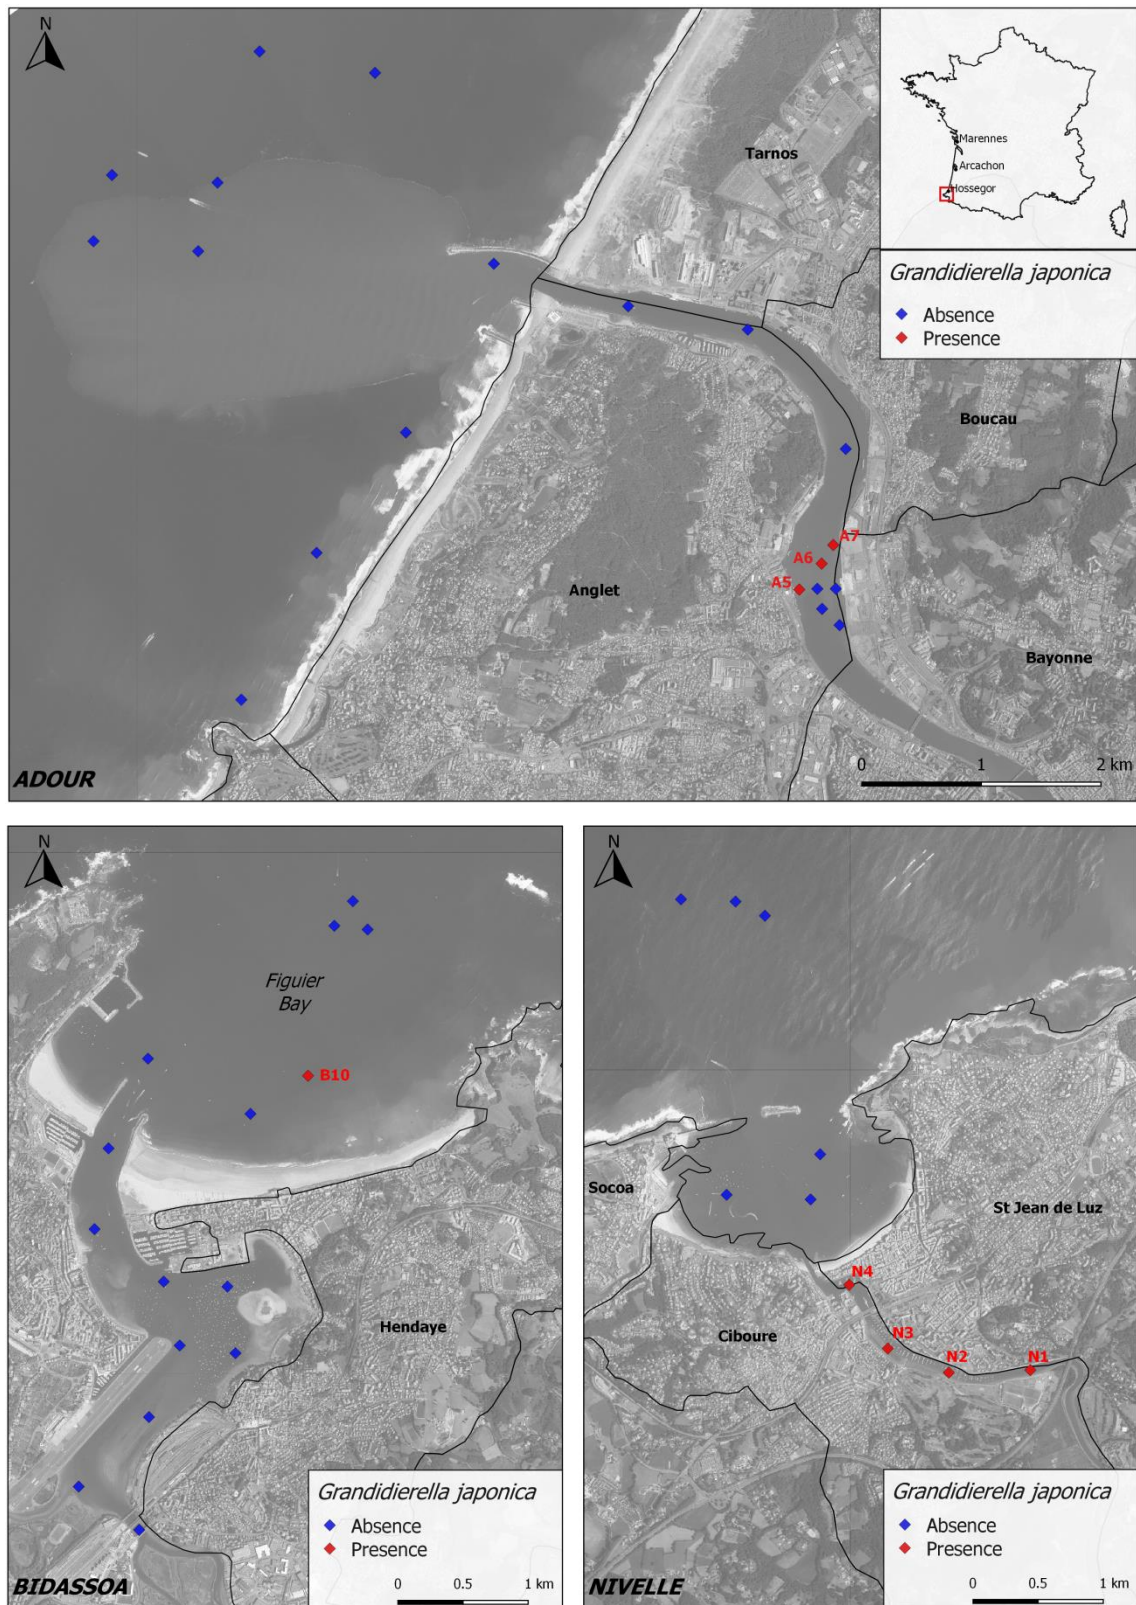 N
Tarnos
Marennes
Arcachon
Hossegor
Grandidierella japonica
Absence
Presence
Boucau
A7
A6
A5
Anglet
Bayonne
ADOUR
0 1 2 km
N
Figuier
Bay
B10
Hendaye
Grandidierella japonica
Absence
Presence
BIDASSOA
0 0.5 1 km
N
Socoa
St Jean de Luz
N4
N3
Ciboure
N2
N1
Grandidierella japonica
Absence
Presence
NIVELLE
0 0.5 1 km